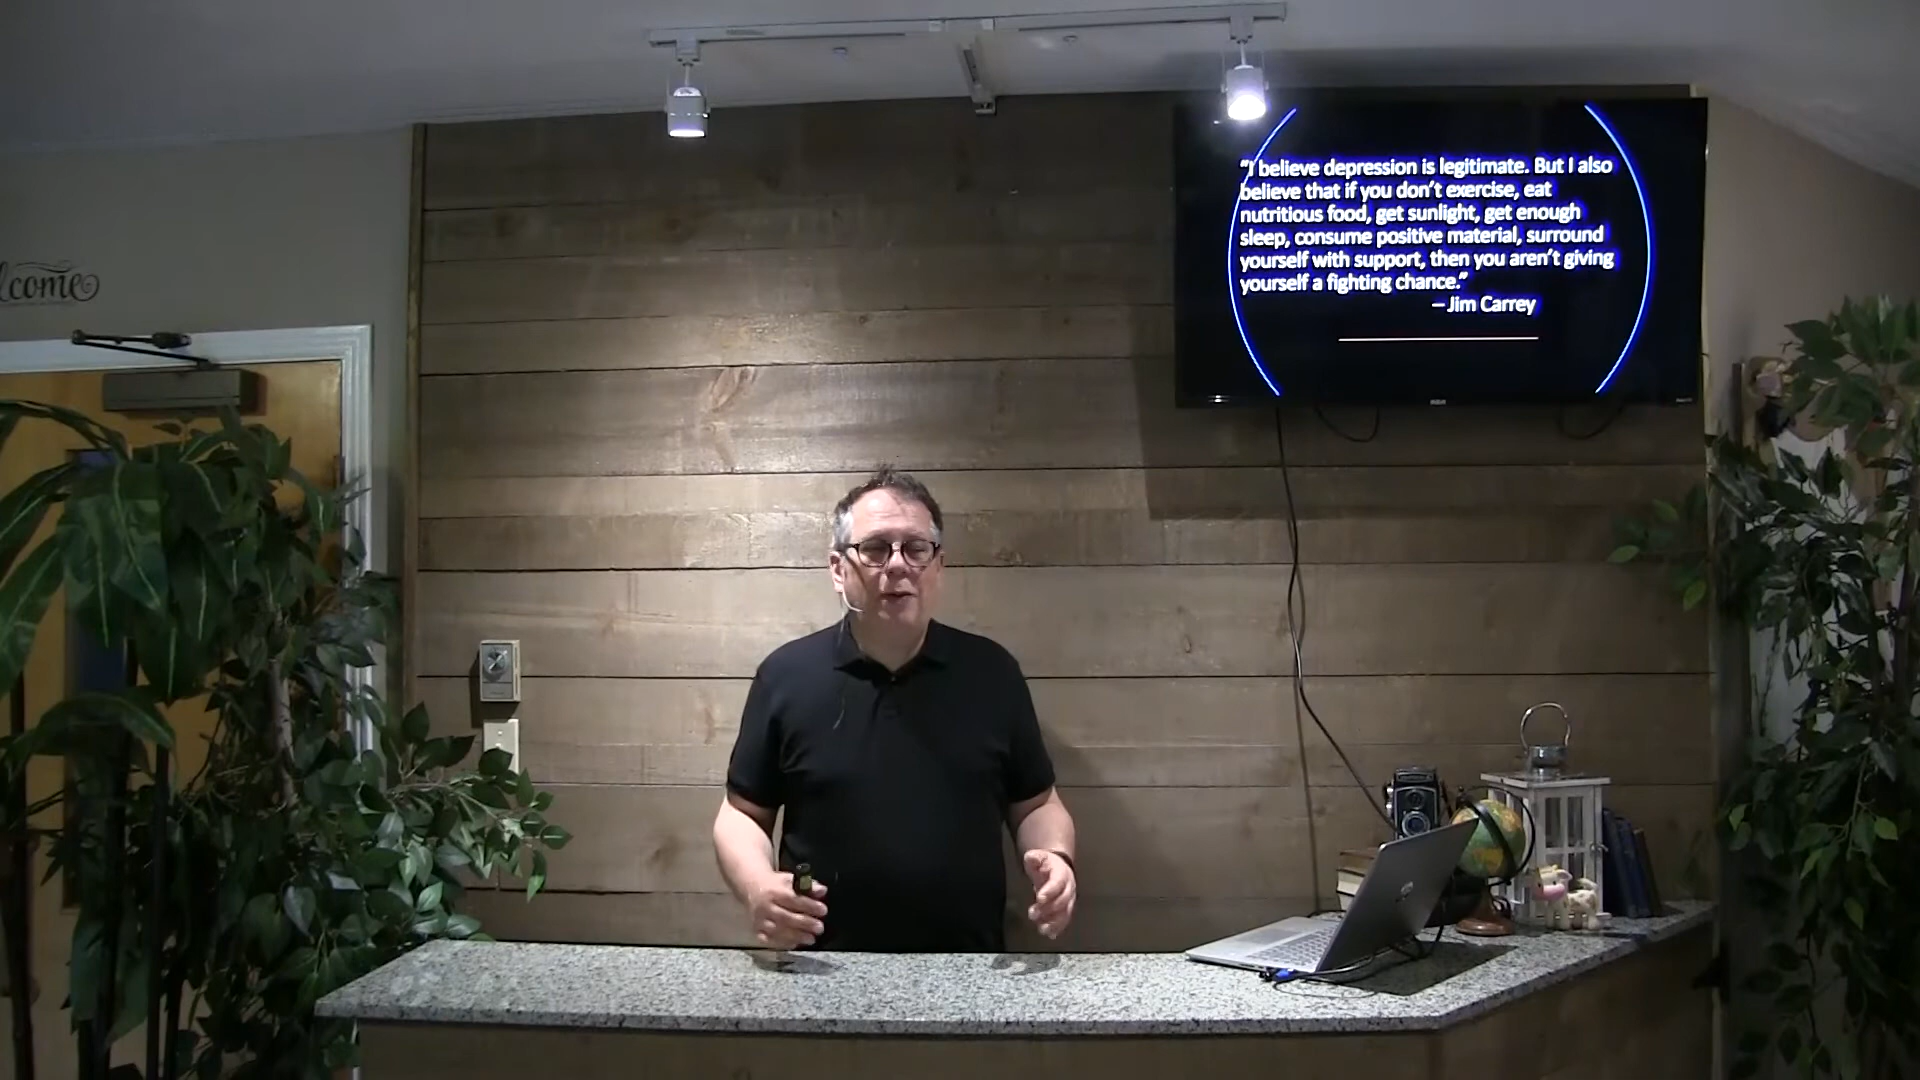 "I believe depression is legitimate. But I also
believe that if you don't exercise, eat
nutritious food, get sunlight, get enough
sleep, consume positive material, surround
yourself with support, then you aren't giving
yourself a fighting chance."
– Jim Carrey
lcome
RCA